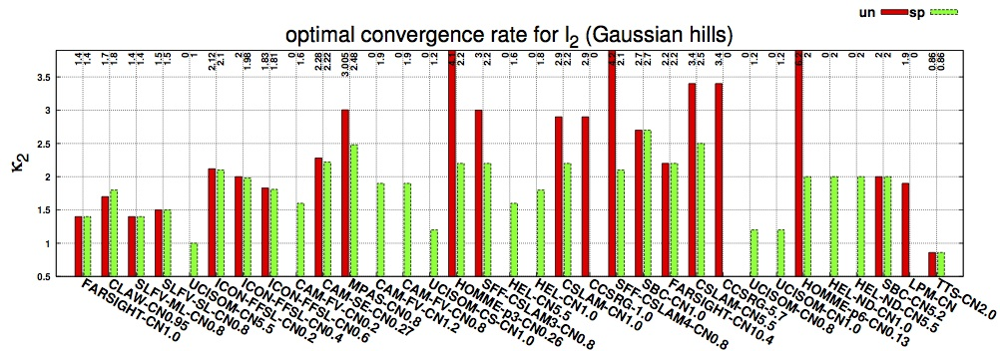 un sp
optimal convergence rate for l2 (Gaussian hills)
1.4
1.4
1.7
1.8
1.4
1.4
1.5
1.5
0
1
2.12
2.1
2
1.98
1.83
1.81
0
1.6
2.28
2.22
3.005
2.48
0
1.9
0
1.9
0
1.2
2.2
3
2.2
0
1.6
0
1.8
2.9
2.2
2.9
0
2.1
2.7
2.7
2.2
2.2
3.4
2.5
3.4
0
0
1.2
0
1.2
2
0
2
0
2
2
2
1.9
0
0.86
0.86
κ2
3.5
3
2.5
2
1.5
1
0.5
FARSIGHT-CN1.0
CLAW-CN0.95
SLFV-ML-CN0.8
SLFV-SL-CN0.8
UCISOM-CN5.5
ICON-FFSL-CN0.2
ICON-FFSL-CN0.4
ICON-FFSL-CN0.6
CAM-FV-CN0.2
CAM-SE-CN0.27
MPAS-CN0.8
CAM-FV-CN1.2
CAM-FV-CN0.8
UCISOM-CS-CN1.0
HOMME-p3-CN0.26
SFF-CSLAM3-CN0.8
HEL-CN5.5
HEL-CN1.0
CSLAM-CN1.0
CCSRG-1.0
SFF-CSLAM4-CN0.8
SBC-CN1.0
FARSIGHT-CN10.4
CSLAM-CN5.5
CCSRG-5.7
UCISOM-CN0.8
UCISOM-CN1.0
HOMME-p6-CN0.13
HEL-ND-CN1.0
HEL-ND-CN5.5
SBC-CN5.2
LPM-CN
TTS-CN2.0